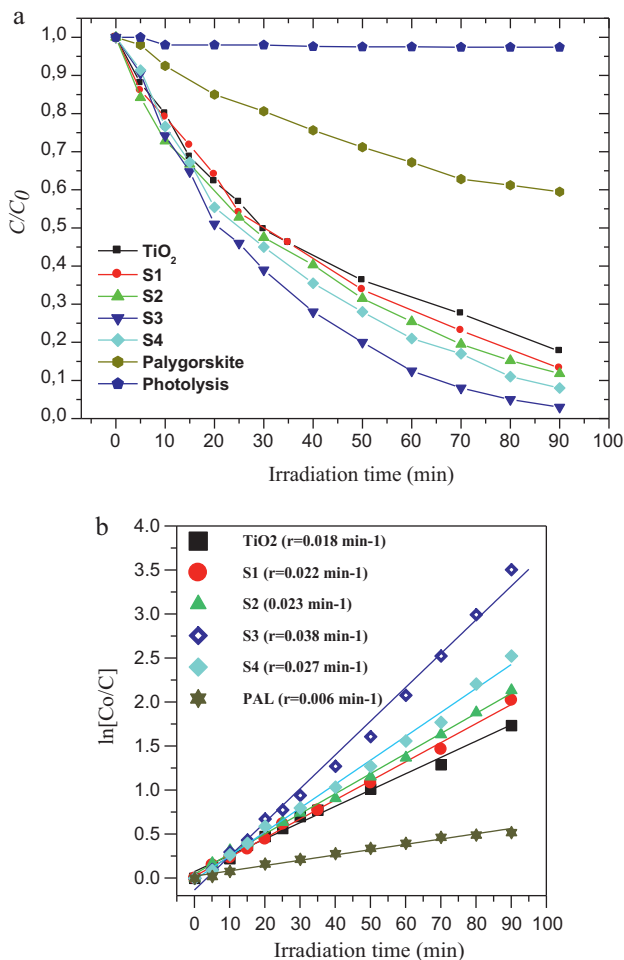 a
1,0
0,9
0,8
0,7
0,6
0,5
0,4
0,3
0,2
0,1
0,0
C/C0
TiO2
S1
S2
S3
S4
Palygorskite
Photolysis
0 10 20 30 40 50 60 70 80 90 100
Irradiation time (min)
b
4.0
3.5
3.0
2.5
2.0
1.5
1.0
0.5
0.0
ln[Co/C]
TiO2 (r=0.018 min-1)
S1 (r=0.022 min-1)
S2 (0.023 min-1)
S3 (r=0.038 min-1)
S4 (r=0.027 min-1)
PAL (r=0.006 min-1)
0 10 20 30 40 50 60 70 80 90 100
Irradiation time (min)